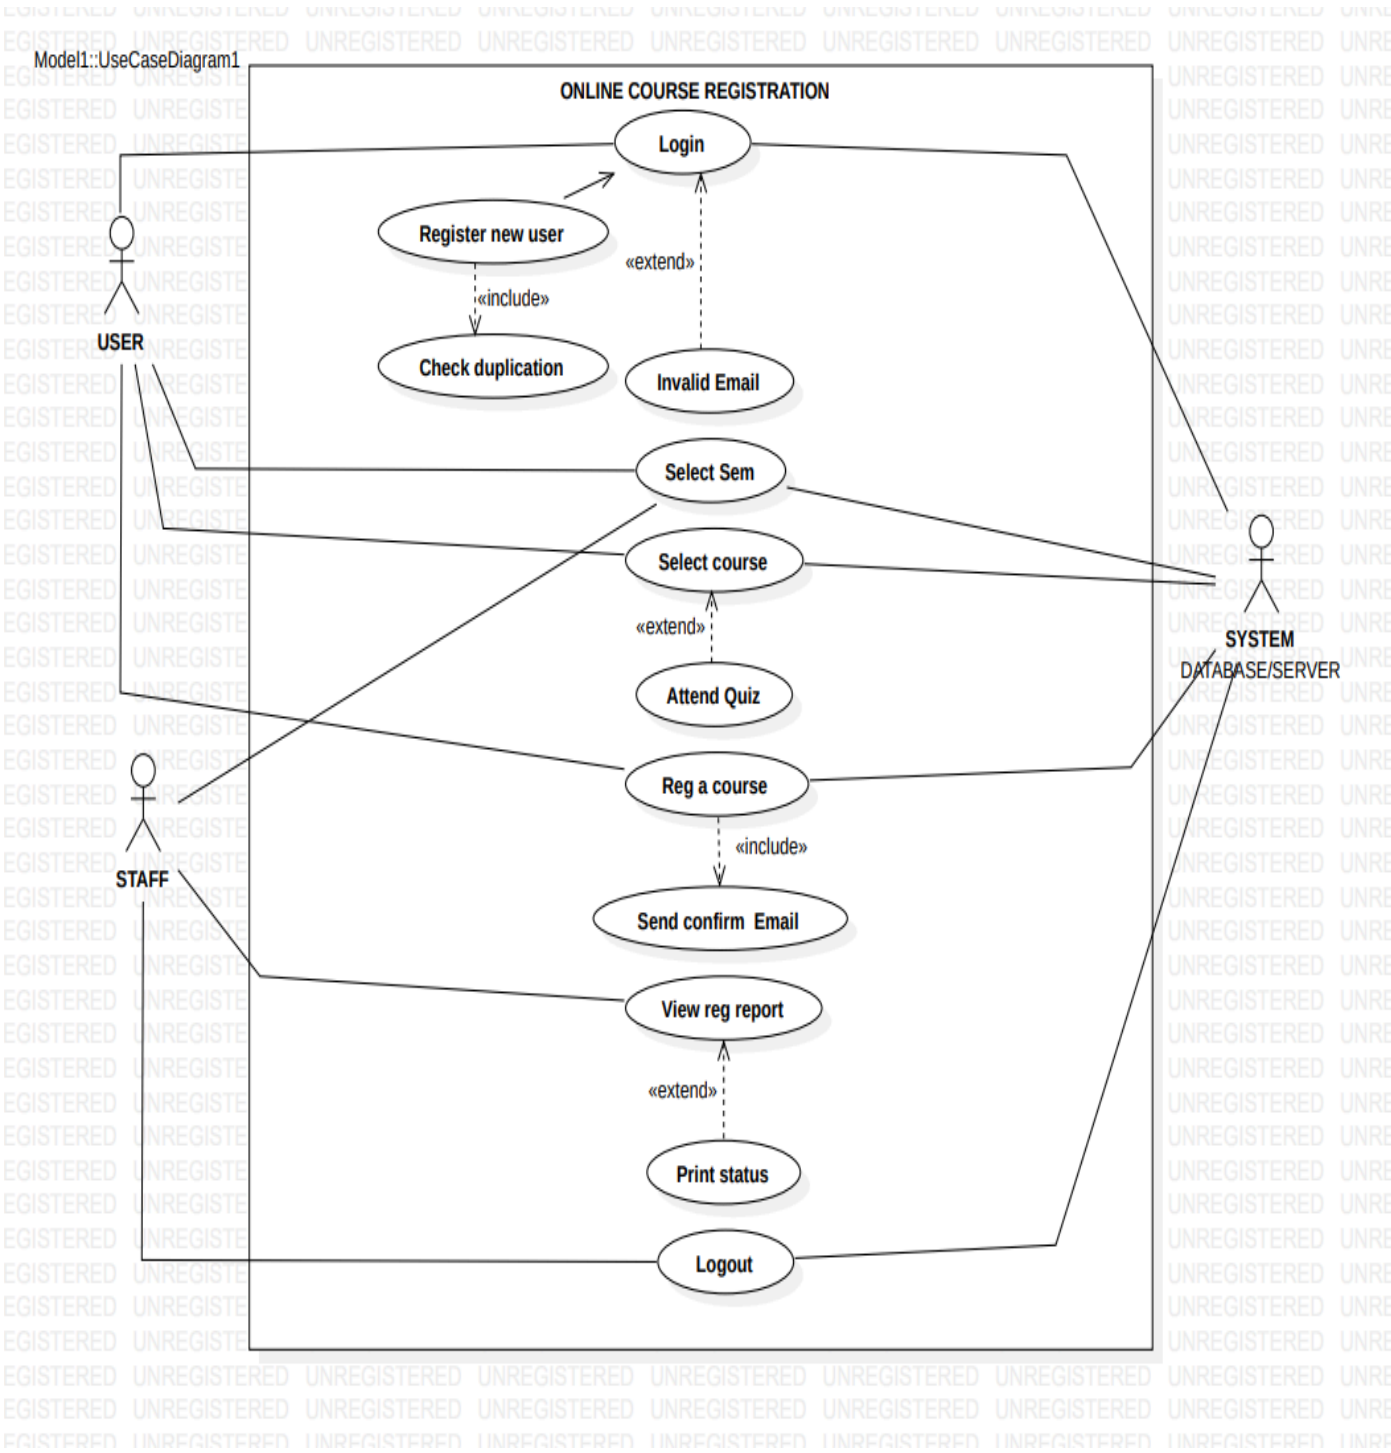 Model1::UseCaseDiagram1
ONLINE COURSE REGISTRATION
Login
Register new user
«extend»
«include»
USER
Check duplication
Invalid Email
Select Sem
Select course
«extend»
SYSTEM
DATABASE/SERVER
Attend Quiz
Reg a course
«include»
STAFF
Send confirm Email
View reg report
«extend»
Print status
Logout
UNREGISTERED